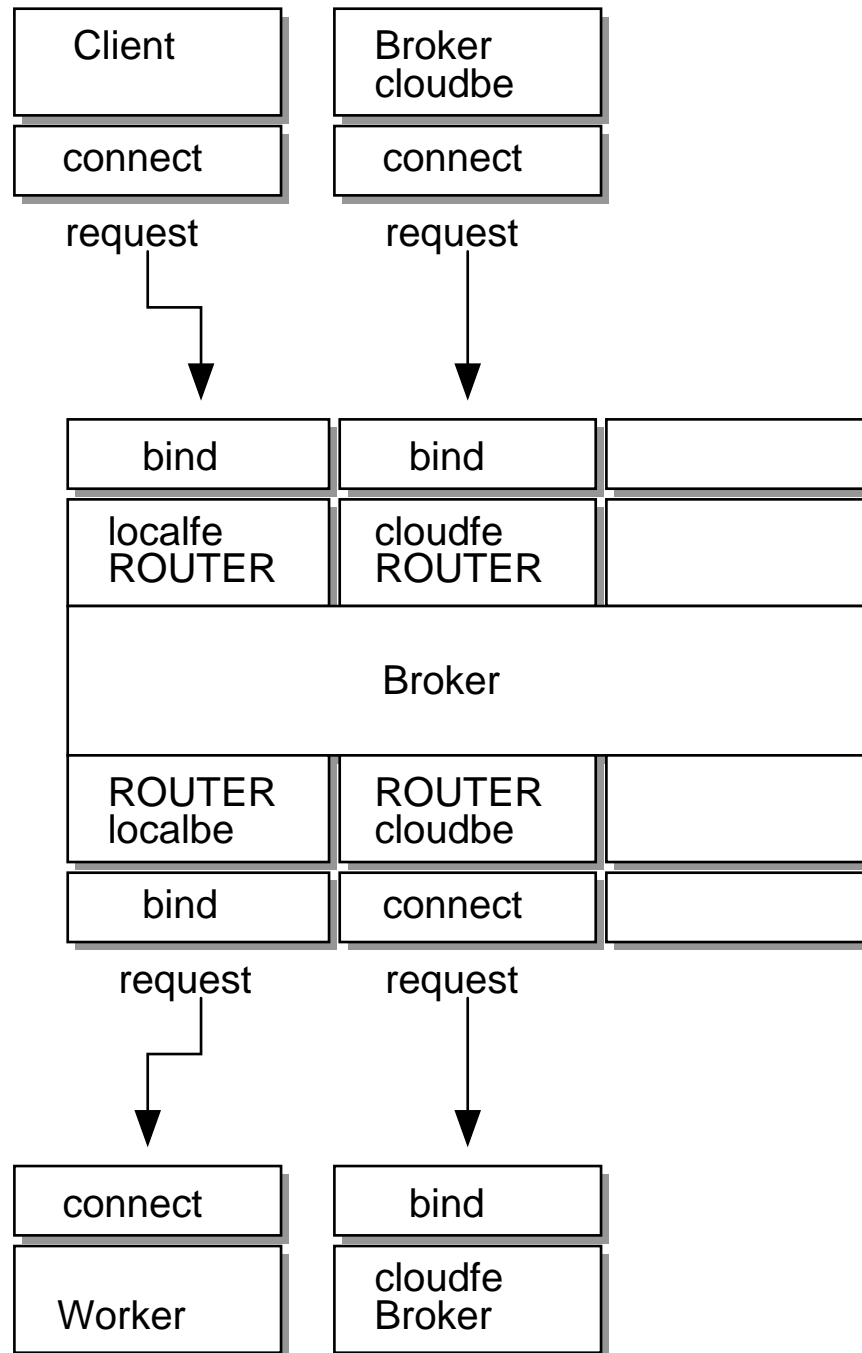 Client
Broker
cloudbe
connect
connect
request
request
bind
bind
localfe
ROUTER
cloudfe
ROUTER
Broker
ROUTER
localbe
ROUTER
cloudbe
bind
connect
request
request
connect
bind
Worker
cloudfe
Broker